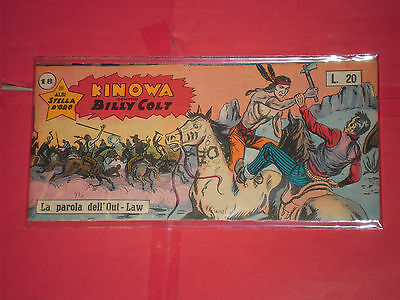 18
ALBI
STELLA
D'ORO
KINOWA
contro
BILLY COLT
L. 20
La parola dell'Out-Law